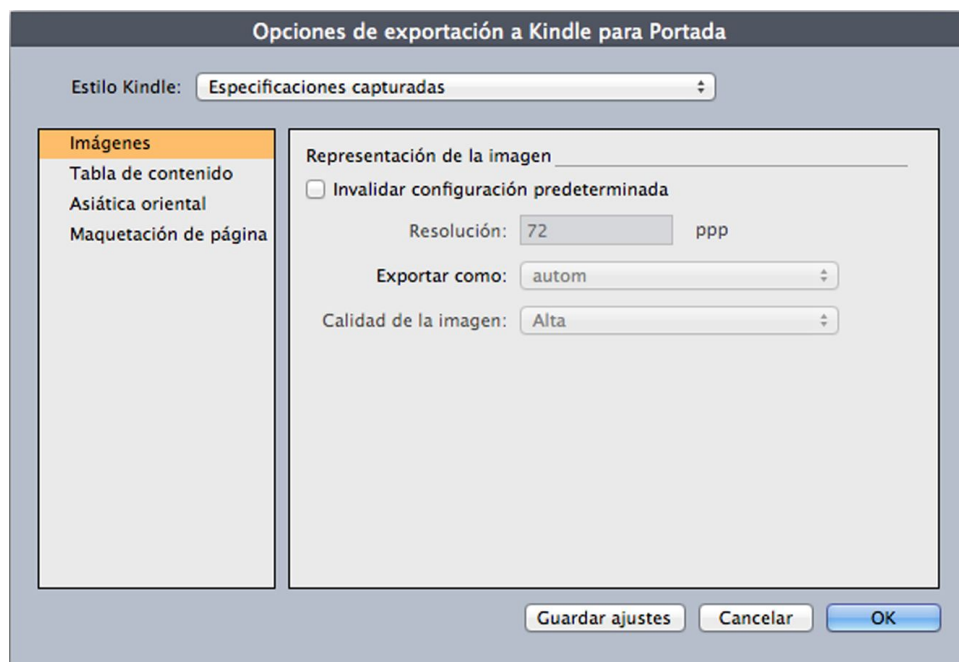 Opciones de exportación a Kindle para Portada
Estilo Kindle: Especificaciones capturadas
Imágenes
Tabla de contenido
Asiática oriental
Maquetación de página
Representación de la imagen
Invalidar configuración predeterminada
Resolución: 72 ppp
Exportar como: autom
Calidad de la imagen: Alta
Guardar ajustes Cancelar OK